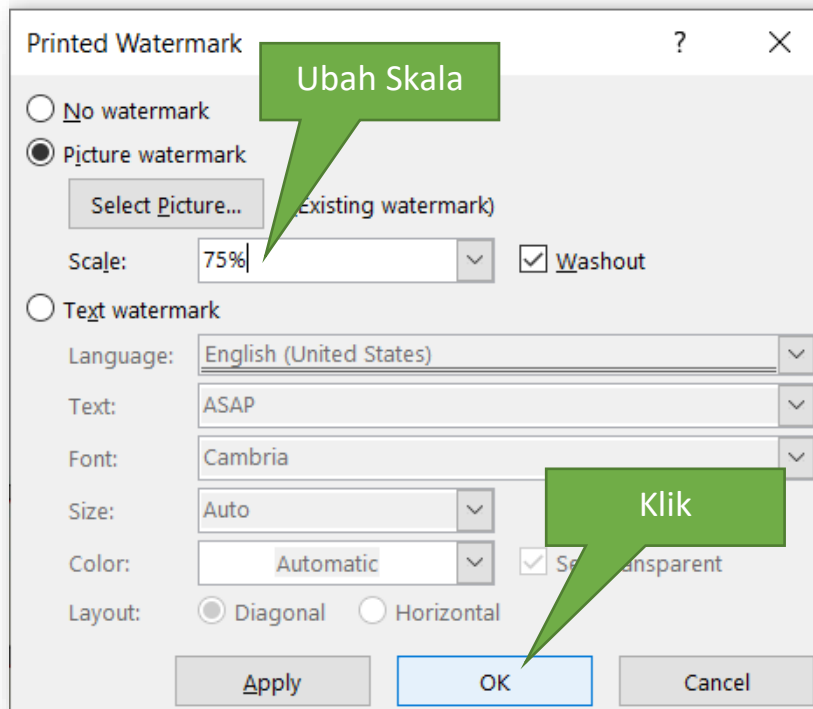 Printed Watermark ? ×
Ubah Skala
No watermark
Picture watermark
Select Picture... Existing watermark)
Scale: 75% Washout
Text watermark
Language: English (United States)
Text: ASAP
Font: Cambria
Size: Auto
Klik
Color: Automatic
Layout: Diagonal Horizontal
Apply OK Cancel